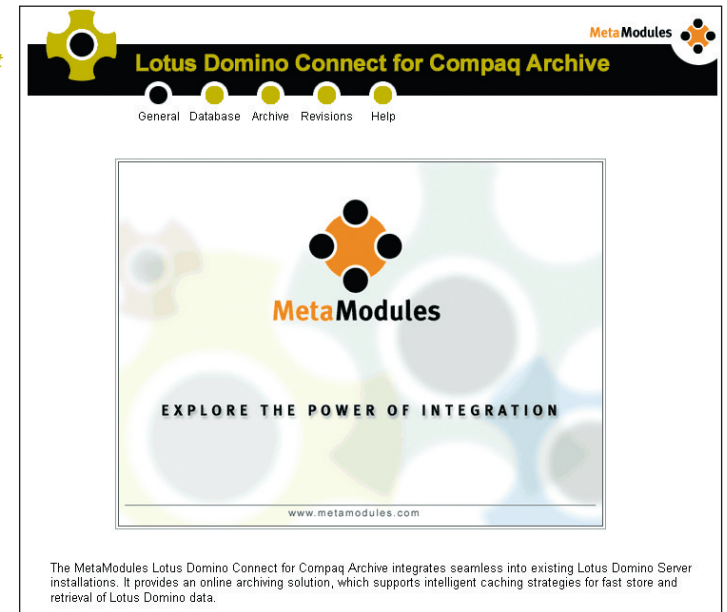 MetaModules
Lotus Domino Connect for Compaq Archive
General Database Archive Revisions Help
MetaModules
EXPLORE THE POWER OF INTEGRATION
www.metamodules.com
The MetaModules Lotus Domino Connect for Compaq Archive integrates seamless into existing Lotus Domino Server
installations. It provides an online archiving solution, which supports intelligent caching strategies for fast store and
retrieval of Lotus Domino data.